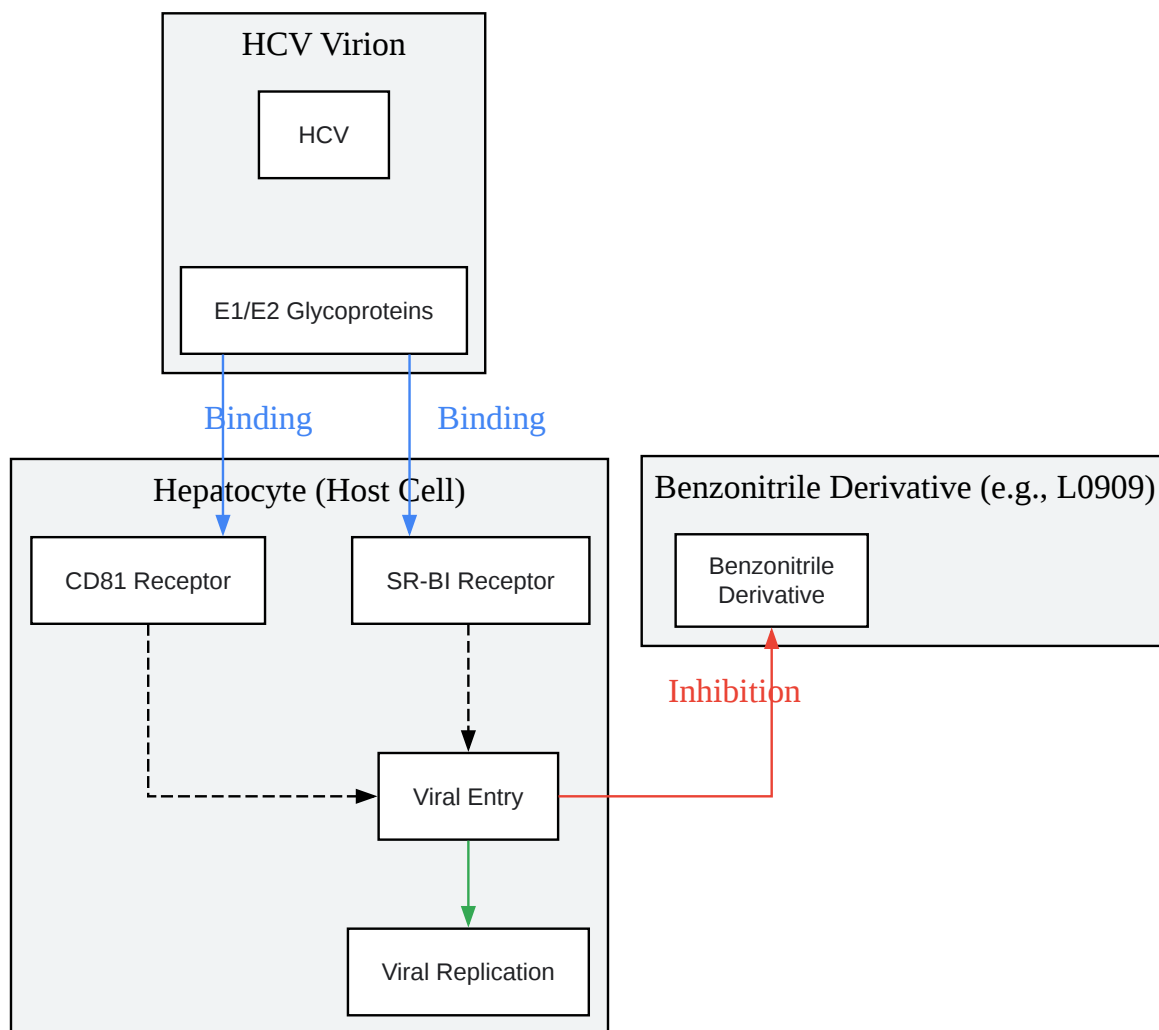 HCV Virion
HCV
E1/E2 Glycoproteins
Binding
Binding
Hepatocyte (Host Cell)
CD81 Receptor
SR-BI Receptor
Benzonitrile Derivative (e.g., L0909)
Benzonitrile
Derivative
Inhibition
Viral Entry
Viral Replication